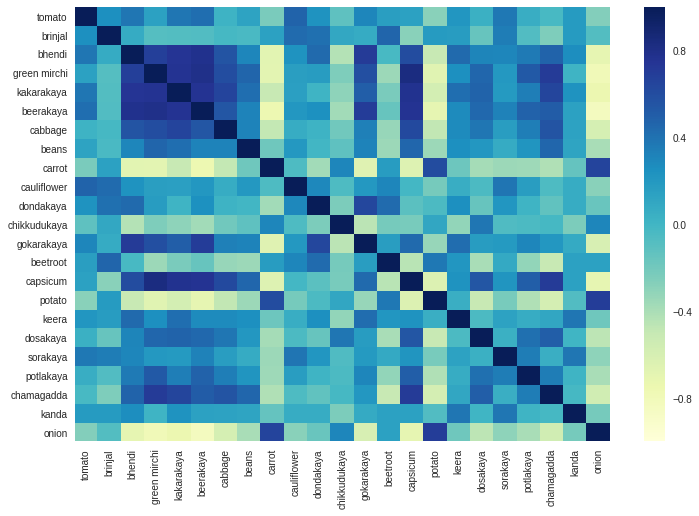 tomato
brinjal
bhendi
green mirchi
kakarakaya
beerakaya
cabbage
beans
carrot
cauliflower
dondakaya
chikkudukaya
gokarakaya
beetroot
capsicum
potato
keera
dosakaya
sorakaya
potlakaya
chamagadda
kanda
onion
tomato
brinjal
bhendi
green mirchi
kakarakaya
beerakaya
cabbage
beans
carrot
cauliflower
dondakaya
chikkudukaya
gokarakaya
beetroot
capsicum
potato
keera
dosakaya
sorakaya
potlakaya
chamagadda
kanda
onion
0.8
0.4
0.0
−0.4
−0.8